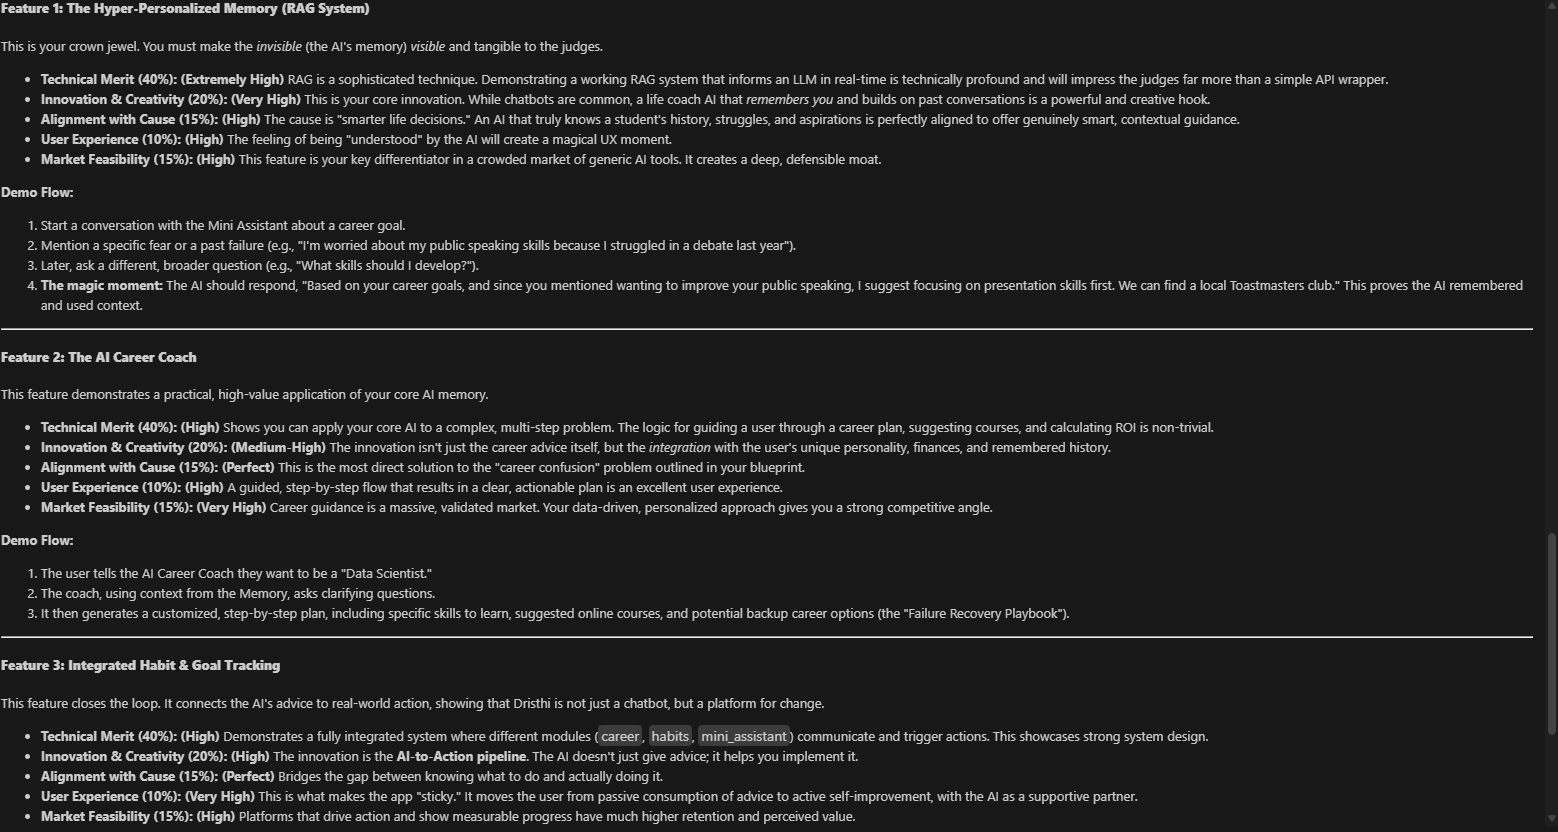 Feature 1: The Hyper-Personalized Memory (RAG System)
This is your crown jewel. You must make the invisible (the AI's memory) visible and tangible to the judges.
• Technical Merit (40%): (Extremely High) RAG is a sophisticated technique. Demonstrating a working RAG system that informs an LLM in real-time is technically profound and will impress the judges far more than a simple API wrapper.
• Innovation & Creativity (20%): (Very High) This is your core innovation. While chatbots are common, a life coach AI that remembers you and builds on past conversations is a powerful and creative hook.
• Alignment with Cause (15%): (High) The cause is "smarter life decisions." An AI that truly knows a student's history, struggles, and aspirations is perfectly aligned to offer genuinely smart, contextual guidance.
• User Experience (10%): (High) The feeling of being "understood" by the AI will create a magical UX moment.
• Market Feasibility (15%): (High) This feature is your key differentiator in a crowded market of generic AI tools. It creates a deep, defensible moat.
Demo Flow:
1. Start a conversation with the Mini Assistant about a career goal.
2. Mention a specific fear or a past failure (e.g., "I'm worried about my public speaking skills because I struggled in a debate last year").
3. Later, ask a different, broader question (e.g., "What skills should I develop?").
4. The magic moment: The AI should respond, "Based on your career goals, and since you mentioned wanting to improve your public speaking, I suggest focusing on presentation skills first. We can find a local Toastmasters club." This proves the AI remembered
and used context.
Feature 2: The AI Career Coach
This feature demonstrates a practical, high-value application of your core AI memory.
• Technical Merit (40%): (High) Shows you can apply your core AI to a complex, multi-step problem. The logic for guiding a user through a career plan, suggesting courses, and calculating ROI is non-trivial.
• Innovation & Creativity (20%): (Medium-High) The innovation isn't just the career advice itself, but the integration with the user's unique personality, finances, and remembered history.
• Alignment with Cause (15%): (Perfect) This is the most direct solution to the "career confusion" problem outlined in your blueprint.
• User Experience (10%): (High) A guided, step-by-step flow that results in a clear, actionable plan is an excellent user experience.
• Market Feasibility (15%): (Very High) Career guidance is a massive, validated market. Your data-driven, personalized approach gives you a strong competitive angle.
Demo Flow:
1. The user tells the AI Career Coach they want to be a "Data Scientist."
2. The coach, using context from the Memory, asks clarifying questions.
3. It then generates a customized, step-by-step plan, including specific skills to learn, suggested online courses, and potential backup career options (the "Failure Recovery Playbook").
Feature 3: Integrated Habit & Goal Tracking
This feature closes the loop. It connects the AI's advice to real-world action, showing that Dristhi is not just a chatbot, but a platform for change.
• Technical Merit (40%): (High) Demonstrates a fully integrated system where different modules (career, habits, mini_assistant) communicate and trigger actions. This showcases strong system design.
• Innovation & Creativity (20%): (High) The innovation is the AI-to-Action pipeline. The AI doesn't just give advice; it helps you implement it.
• Alignment with Cause (15%): (Perfect) Bridges the gap between knowing what to do and actually doing it.
• User Experience (10%): (Very High) This is what makes the app "sticky." It moves the user from passive consumption of advice to active self-improvement, with the AI as a supportive partner.
• Market Feasibility (15%): (High) Platforms that drive action and show measurable progress have much higher retention and perceived value.